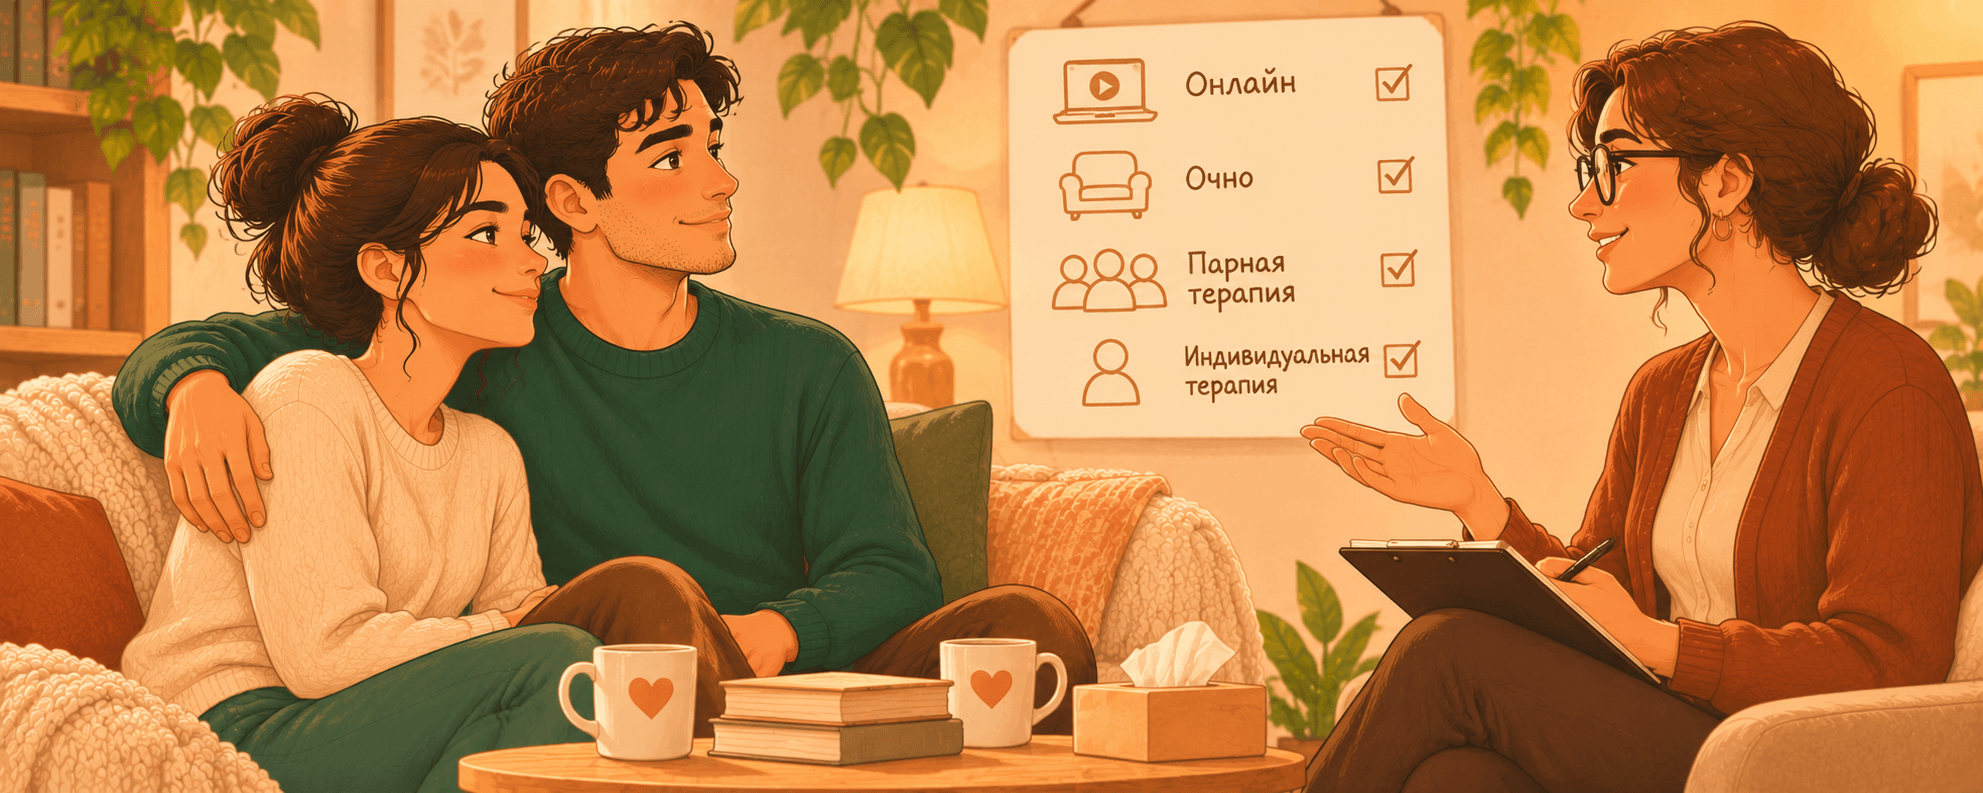 Онлайн
Очно
Парная
терапия
Индивидуальная
терапия